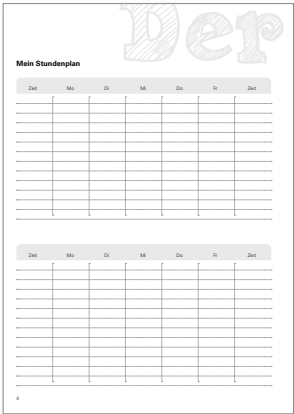 Der
Mein Stundenplan
Zeit Mo Di Mi Do Fr Zeit
Zeit Mo Di Mi Do Fr Zeit
4